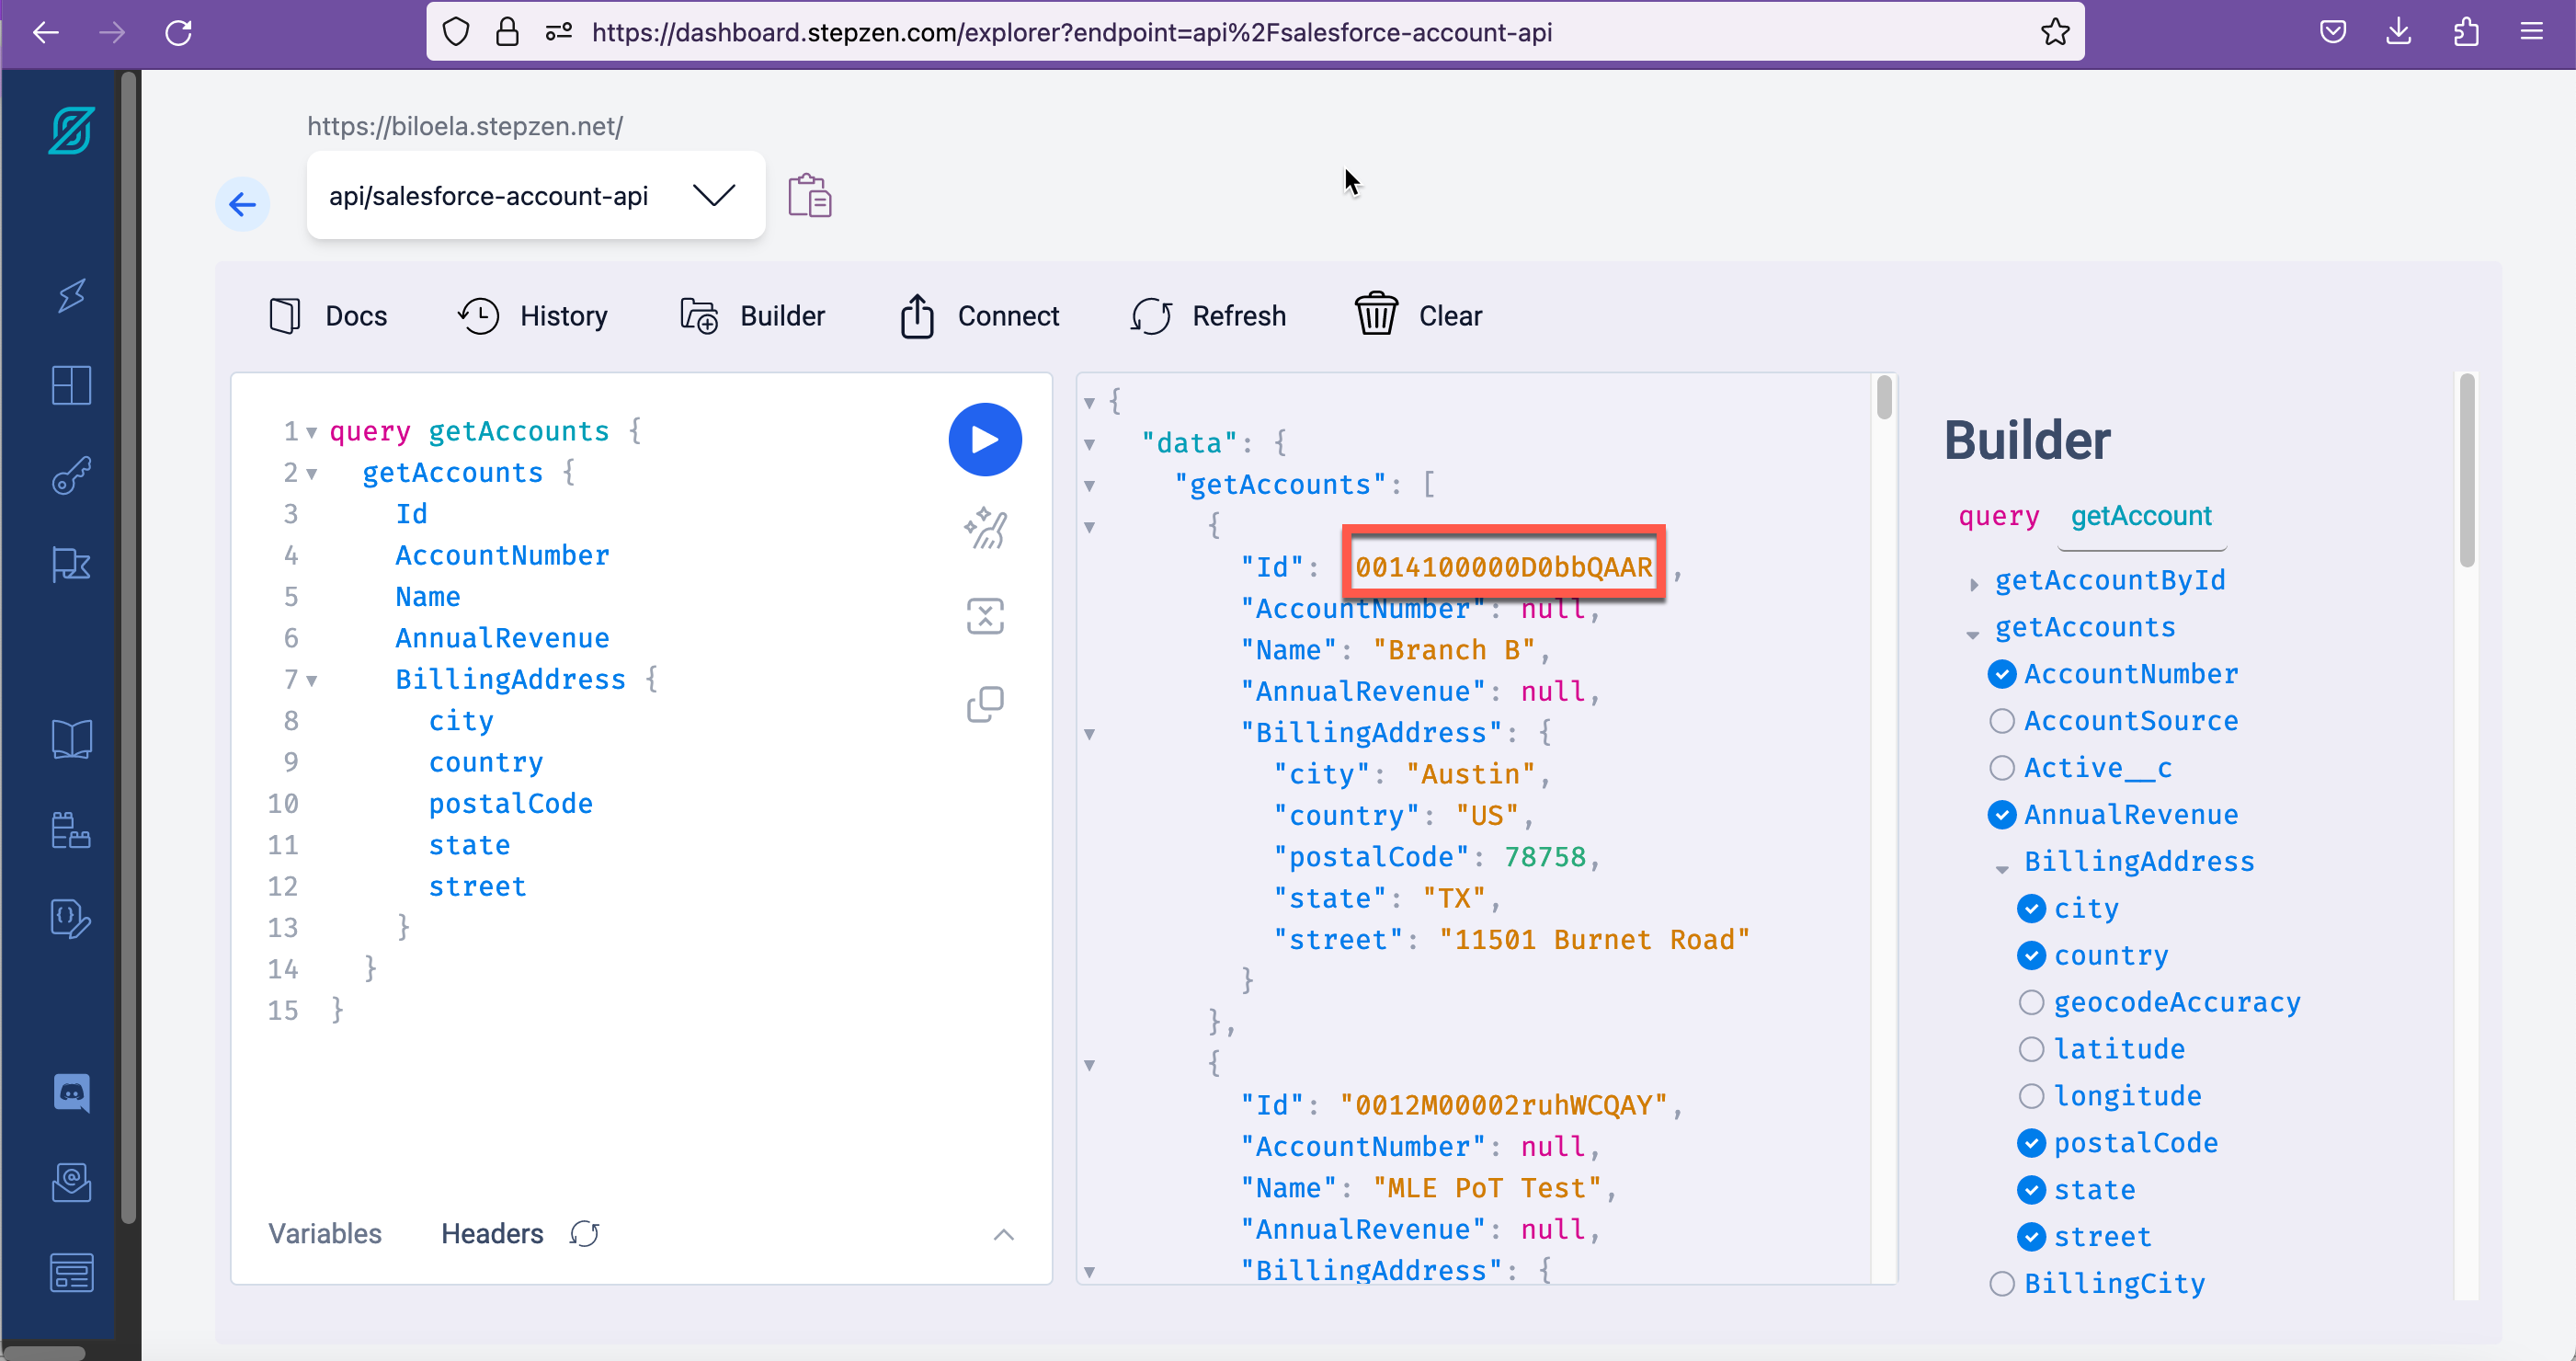 https://dashboard.stepzen.com/explorer?endpoint=api%2Fsalesforce-account-api
https://biloela.stepzen.net/
api/salesforce-account-api
Docs
History
Builder
Connect
Refresh
Clear
1 query getAccounts {
2 getAccounts {
3 Id
4 AccountNumber
5 Name
6 AnnualRevenue
7 BillingAddress {
8 city
9 country
10 postalCode
11 state
12 street
13 }
14 }
15 }
Variables
Headers
{
"data": {
"getAccounts": [
{
"Id": 0014100000D0bbQAAR ,
"AccountNumber": null,
"Name": "Branch B",
"AnnualRevenue": null,
"BillingAddress": {
"city": "Austin",
"country": "US",
"postalCode": 78758,
"state": "TX",
"street": "11501 Burnet Road"
}
},
{
"Id": "0012M00002ruhWCQAY",
"AccountNumber": null,
"Name": "MLE PoT Test",
"AnnualRevenue": null,
"BillingAddress": {
Builder
query getAccount
getAccountById
getAccounts
AccountNumber
AccountSource
Active__c
AnnualRevenue
BillingAddress
city
country
geocodeAccuracy
latitude
longitude
postalCode
state
street
BillingCity